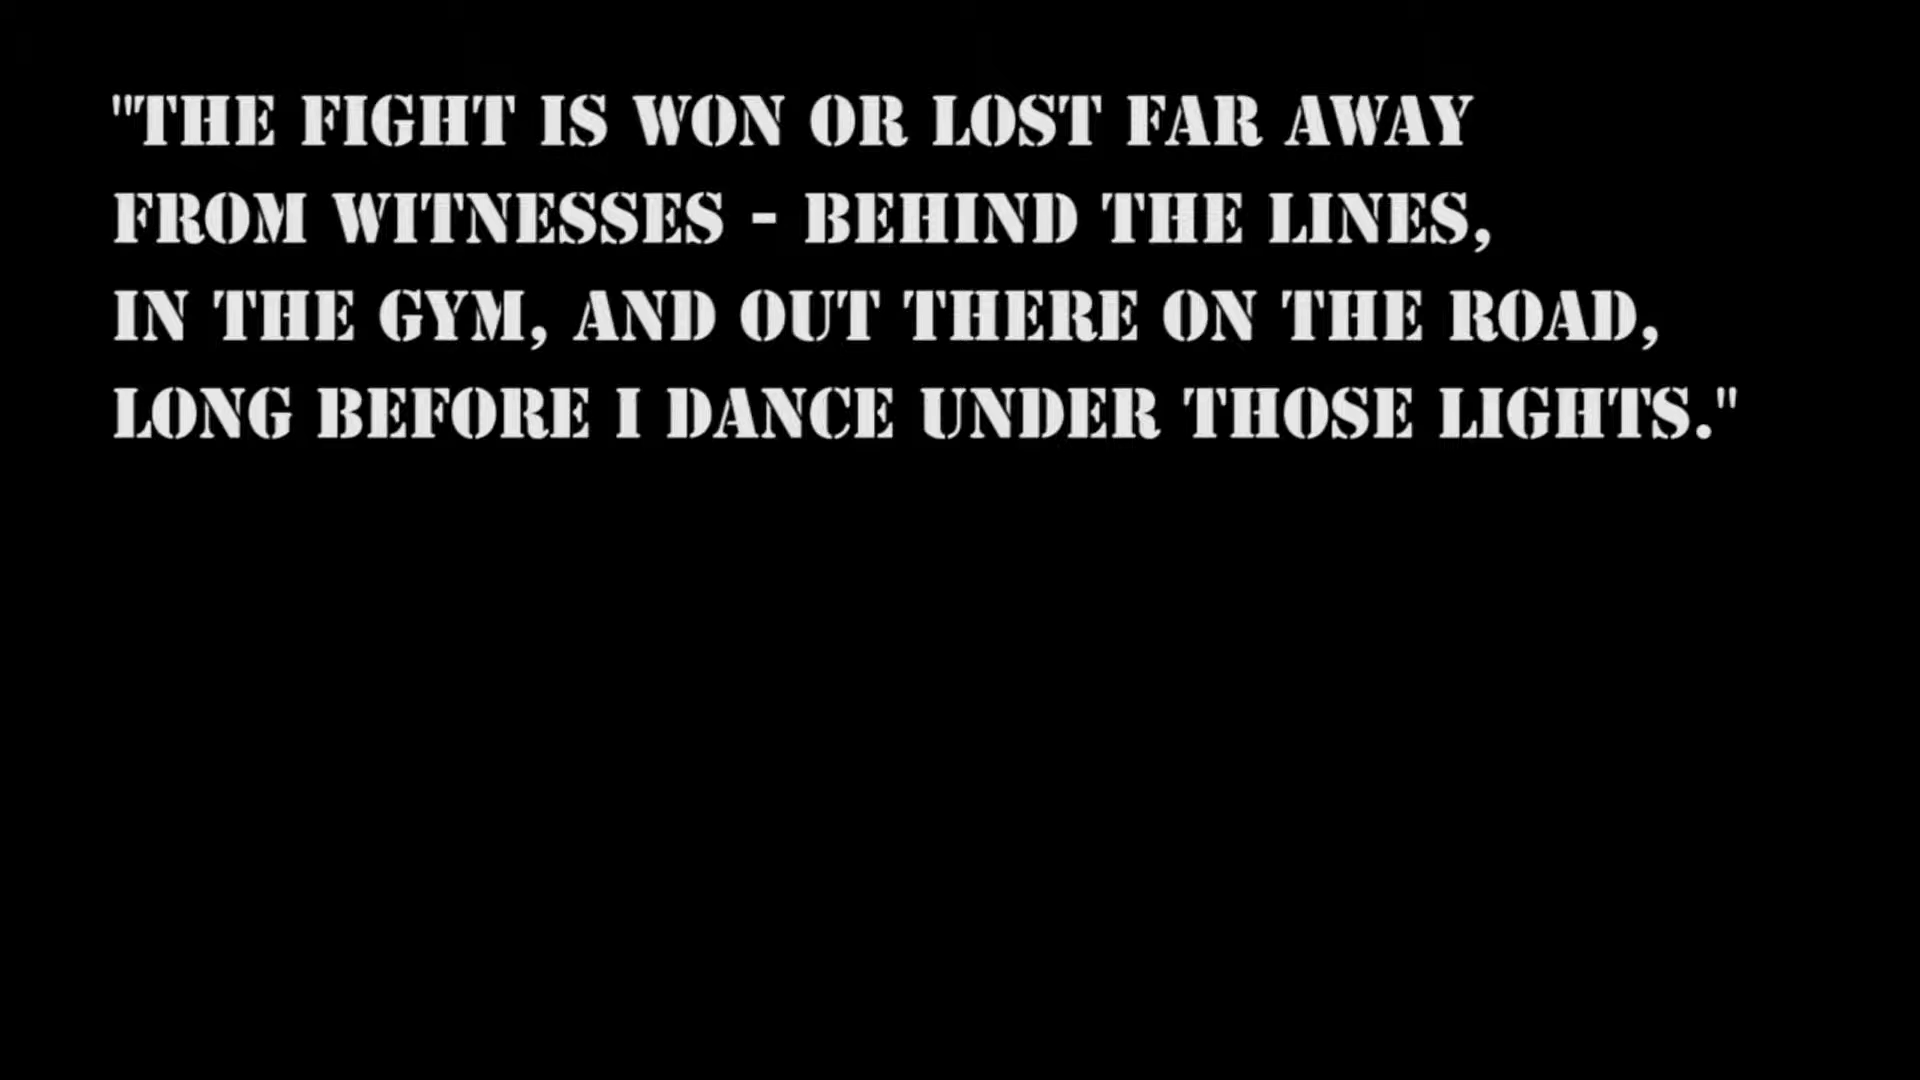 "THE FIGHT IS WON OR LOST FAR AWAY
FROM WITNESSES - BEHIND THE LINES,
IN THE GYM, AND OUT THERE ON THE ROAD,
LONG BEFORE I DANCE UNDER THOSE LIGHTS."